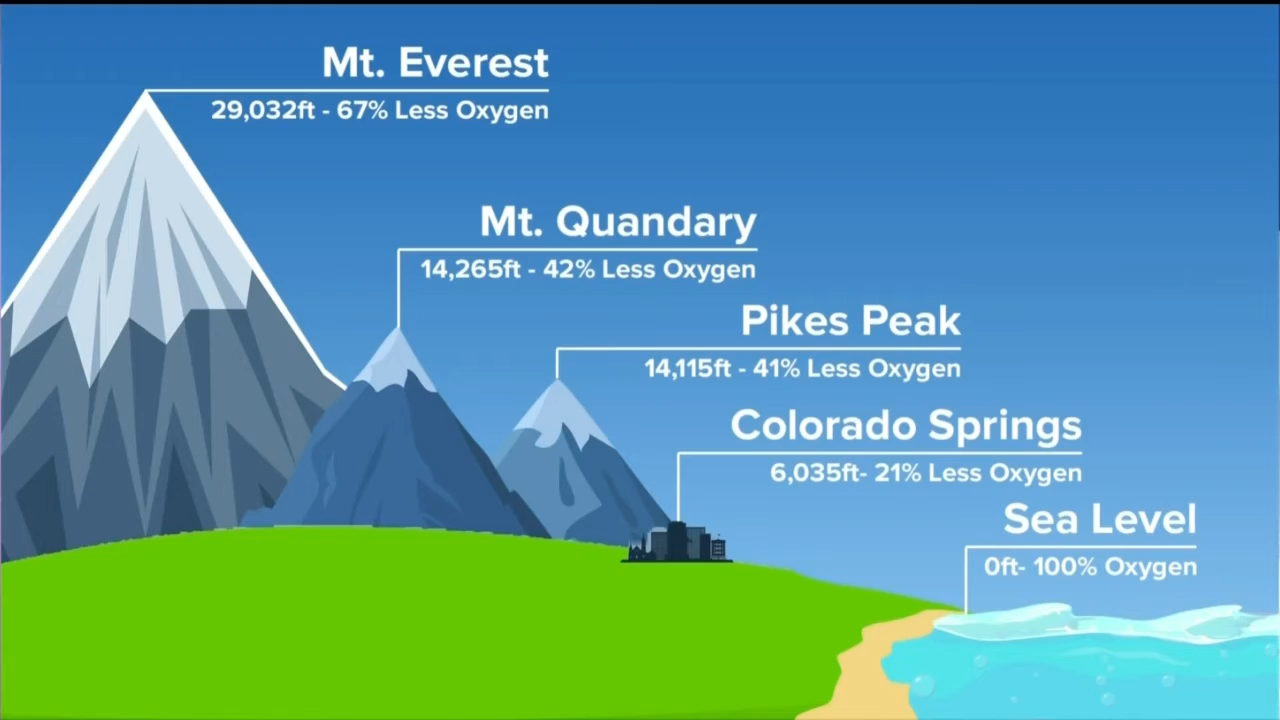 Mt. Everest
29,032ft - 67% Less Oxygen
Mt. Quandary
14,265ft - 42% Less Oxygen
Pikes Peak
14,115ft - 41% Less Oxygen
Colorado Springs
6,035ft- 21% Less Oxygen
Sea Level
0ft- 100% Oxygen